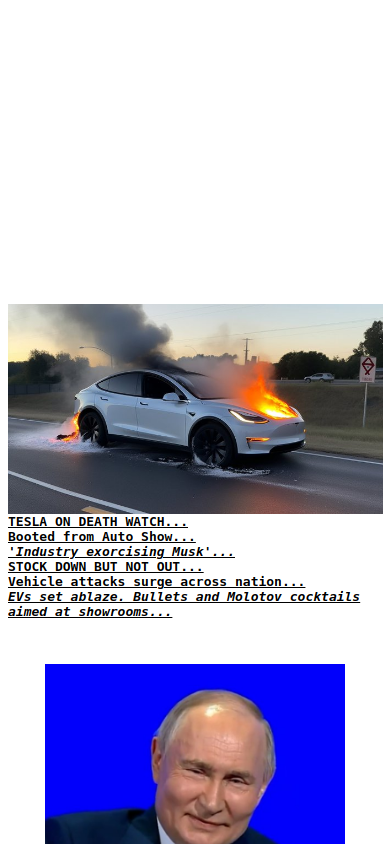 TESLA ON DEATH WATCH...
Booted from Auto Show...
'Industry exorcising Musk'...
STOCK DOWN BUT NOT OUT...
Vehicle attacks surge across nation...
EVs set ablaze. Bullets and Molotov cocktails
aimed at showrooms...